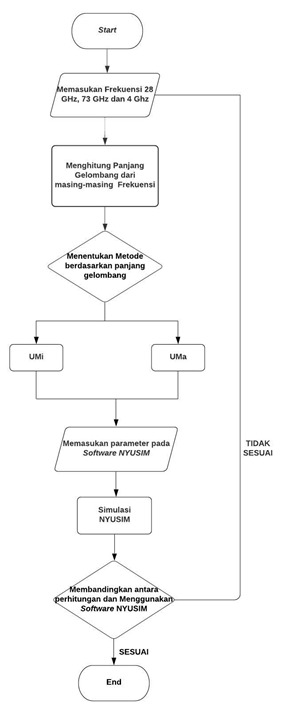 Start
Memasukan Frekuensi 28
GHz, 73 GHz dan 4 Ghz
Menghitung Panjang
Gelombang dari
masing-masing Frekuensi
Menentukan Metode
berdasarkan panjang
gelombang
UMi
UMa
Memasukan parameter pada
Software NYUSIM
TIDAK
SESUAI
Simulasi
NYUSIM
Membandingkan antara
perhitungan dan Menggunakan
Software NYUSIM
SESUAI
End